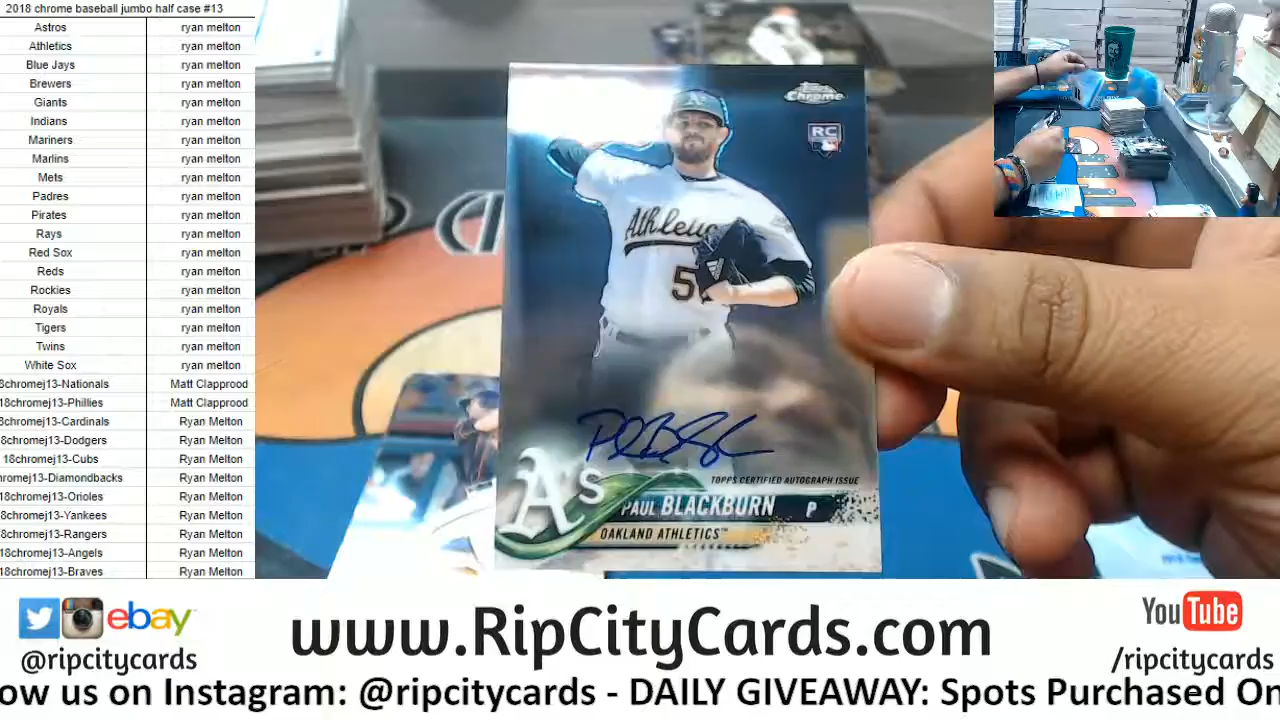 2018 chrome baseball jumbo half case #13
Astros ryan melton
Athletics ryan melton
Blue Jays ryan melton
Brewers ryan melton
Giants ryan melton
Indians ryan melton
Mariners ryan melton
Marlins ryan melton
Mets ryan melton
Padres ryan melton
Pirates ryan melton
Rays ryan melton
Red Sox ryan melton
Reds ryan melton
Rockies ryan melton
Royals ryan melton
Tigers ryan melton
Twins ryan melton
White Sox ryan melton
8chromej13-Nationals Matt Clapprood
18chromej13-Phillies Matt Clapprood
8chromej13-Cardinals Ryan Melton
8chromej13-Dodgers Ryan Melton
18chromej13-Cubs Ryan Melton
hromej13-Diamondbacks Ryan Melton
18chromej13-Orioles Ryan Melton
8chromej13-Yankees Ryan Melton
8chromej13-Rangers Ryan Melton
18chromej13-Angels Ryan Melton
18chromej13-Braves Ryan Melton
A's
Topps
Chrome
RC
Athletics
5
TOPPS CERTIFIED AUTOGRAPH ISSUE
A's
PAUL BLACKBURN P
OAKLAND ATHLETICS™
ebay
@ripcitycards
www.RipCityCards.com
YouTube
/ripcitycards
ow us on Instagram: @ripcitycards - DAILY GIVEAWAY: Spots Purchased On